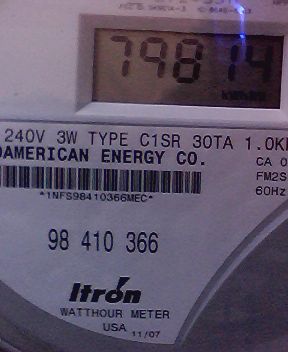 79814
240V 3W TYPE C1SR 30TA 1.0K
AMERICAN ENERGY CO.
CA 0
FM2S
60Hz
*1NFS98410366MEC*
98 410 366
Itron
WATTHOUR METER
USA 11/07